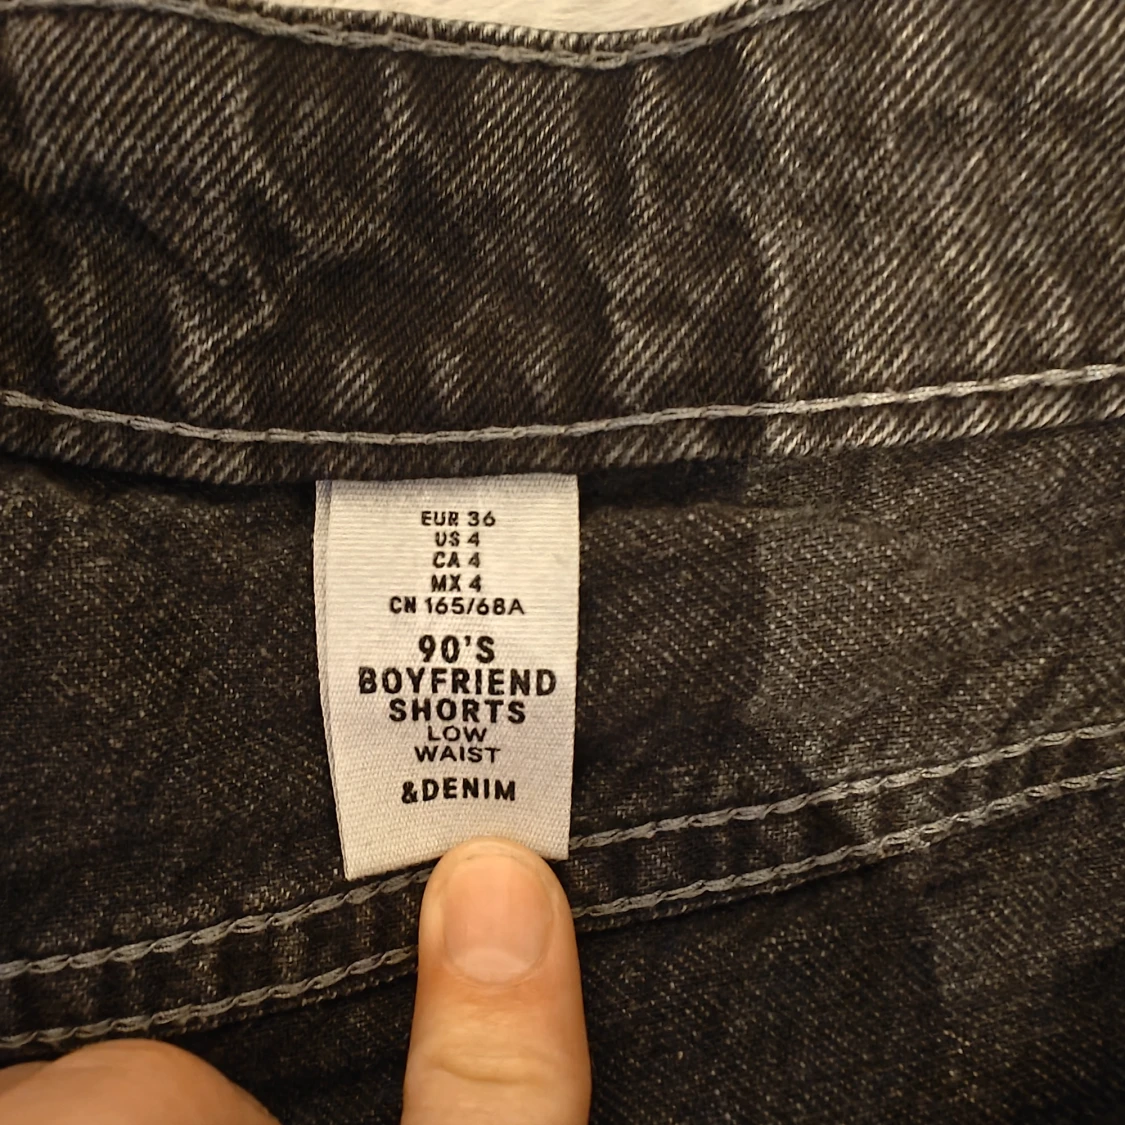 EUR 36
US 4
CA 4
MX 4
CN 165/68A
90'S
BOYFRIEND
SHORTS
LOW
WAIST
&DENIM